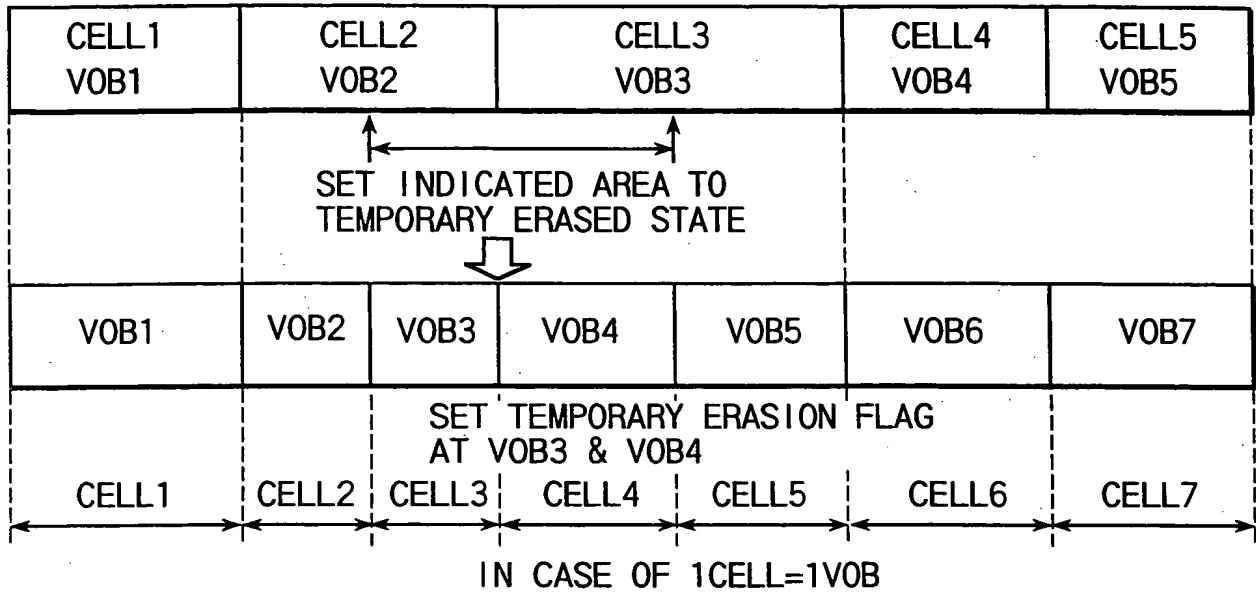 CELL1 CELL2 CELL3 CELL4 CELL5
VOB1 VOB2 VOB3 VOB4 VOB5
SET INDICATED AREA TO
TEMPORARY ERASED STATE
VOB1 VOB2 VOB3 VOB4 VOB5 VOB6 VOB7
SET TEMPORARY ERASION FLAG
AT VOB3 & VOB4
CELL1 CELL2 CELL3 CELL4 CELL5 CELL6 CELL7
IN CASE OF 1CELL=1VOB